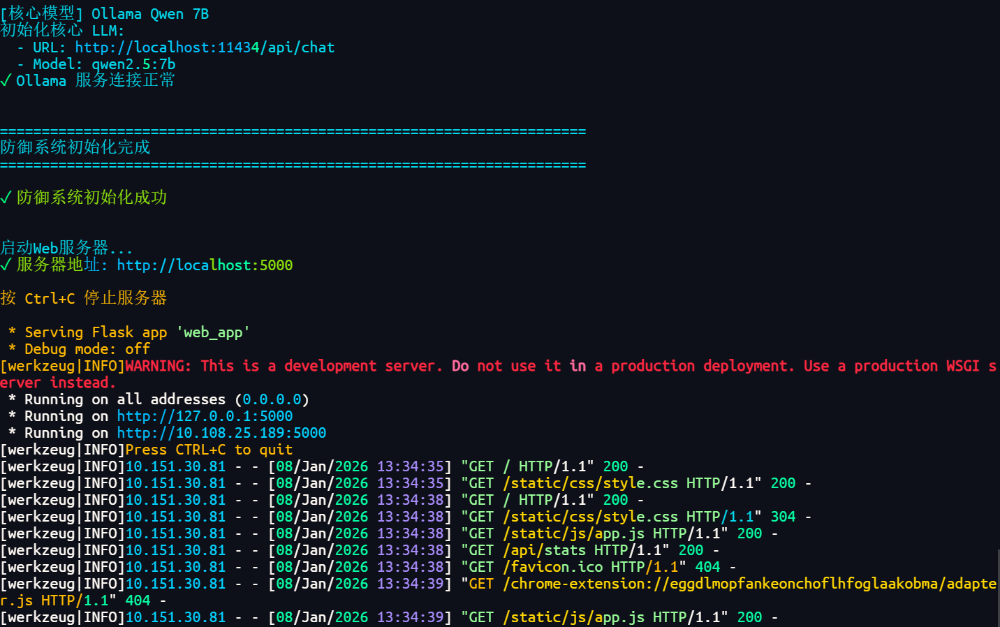 [核心模型] Ollama Qwen 7B
初始化核心 LLM:
  - URL: http://localhost:11434/api/chat
  - Model: qwen2.5:7b
✓ Ollama 服务连接正常
======================================================================
防御系统初始化完成
======================================================================
✓ 防御系统初始化成功
启动Web服务器...
✓ 服务器地址: http://localhost:5000
按 Ctrl+C 停止服务器
 * Serving Flask app 'web_app'
 * Debug mode: off
[werkzeug|INFO]WARNING: This is a development server. Do not use it in a production deployment. Use a production WSGI s
erver instead.
 * Running on all addresses (0.0.0.0)
 * Running on http://127.0.0.1:5000
 * Running on http://10.108.25.189:5000
[werkzeug|INFO]Press CTRL+C to quit
[werkzeug|INFO]10.151.30.81 - - [08/Jan/2026 13:34:35] "GET / HTTP/1.1" 200 -
[werkzeug|INFO]10.151.30.81 - - [08/Jan/2026 13:34:35] "GET /static/css/style.css HTTP/1.1" 200 -
[werkzeug|INFO]10.151.30.81 - - [08/Jan/2026 13:34:38] "GET / HTTP/1.1" 200 -
[werkzeug|INFO]10.151.30.81 - - [08/Jan/2026 13:34:38] "GET /static/css/style.css HTTP/1.1" 304 -
[werkzeug|INFO]10.151.30.81 - - [08/Jan/2026 13:34:38] "GET /static/js/app.js HTTP/1.1" 200 -
[werkzeug|INFO]10.151.30.81 - - [08/Jan/2026 13:34:38] "GET /api/stats HTTP/1.1" 200 -
[werkzeug|INFO]10.151.30.81 - - [08/Jan/2026 13:34:38] "GET /favicon.ico HTTP/1.1" 404 -
[werkzeug|INFO]10.151.30.81 - - [08/Jan/2026 13:34:39] "GET /chrome-extension://eggdlmopfankeonchoflhfoglaakobma/adapte
r.js HTTP/1.1" 404 -
[werkzeug|INFO]10.151.30.81 - - [08/Jan/2026 13:34:39] "GET /static/js/app.js HTTP/1.1" 200 -